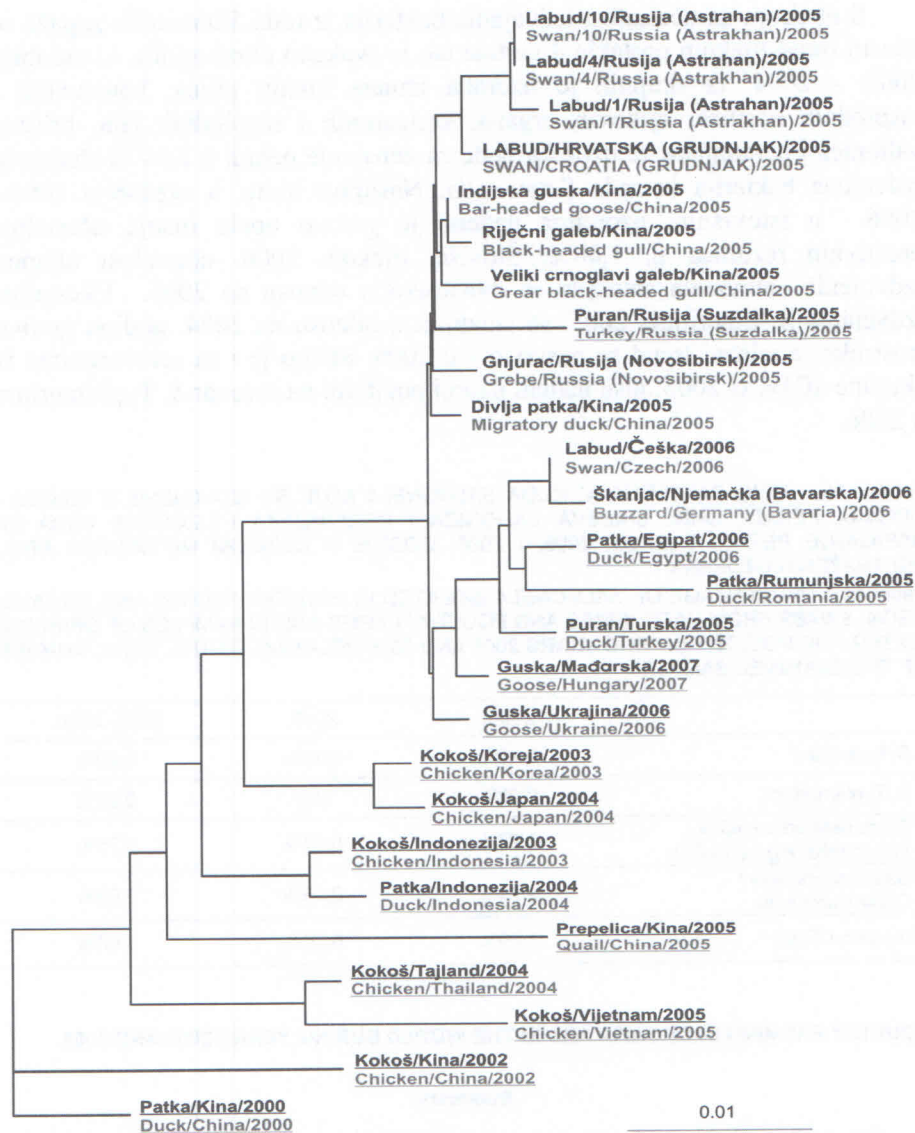 Labud/10/Rusija (Astrahan)/2005
Swan/10/Russia (Astrakhan)/2005
Labud/4/Rusija (Astrahan)/2005
Swan/4/Russia (Astrakhan)/2005
Labud/1/Rusija (Astrahan)/2005
Swan/1/Russia (Astrakhan)/2005
LABUD/HRVATSKA (GRUDNJAK)/2005
SWAN/CROATIA (GRUDNJAK)/2005
Indijska guska/Kina/2005
Bar-headed goose/China/2005
Riječni galeb/Kina/2005
Black-headed gull/China/2005
Veliki crnoglavi galeb/Kina/2005
Grear black-headed gull/China/2005
Puran/Rusija (Suzdalka)/2005
Turkey/Russia (Suzdalka)/2005
Gnjurac/Rusija (Novosibirsk)/2005
Grebe/Russia (Novosibirsk)/2005
Divlja patka/Kina/2005
Migratory duck/China/2005
Labud/Češka/2006
Swan/Czech/2006
Škanjac/Njemačka (Bavarska)/2006
Buzzard/Germany (Bavaria)/2006
Patka/Egipat/2006
Duck/Egypt/2006
Patka/Rumunjska/2005
Duck/Romania/2005
Patka/Turska/2005
Duck/Turkey/2005
Guska/Mađarska/2007
Goose/Hungary/2007
Guska/Ukrajina/2006
Goose/Ukraine/2006
Kokoš/Koreja/2003
Chicken/Korea/2003
Kokoš/Japan/2004
Chicken/Japan/2004
Kokoš/Indonezija/2003
Chicken/Indonesia/2003
Patka/Indonezija/2004
Duck/Indonesia/2004
Prepelica/Kina/2005
Quail/China/2005
Kokoš/Tajland/2004
Chicken/Thailand/2004
Kokoš/Vijetnam/2005
Chicken/Vietnam/2005
Kokoš/Kina/2002
Chicken/China/2002
Patka/Kina/2000
Duck/China/2000
0.01